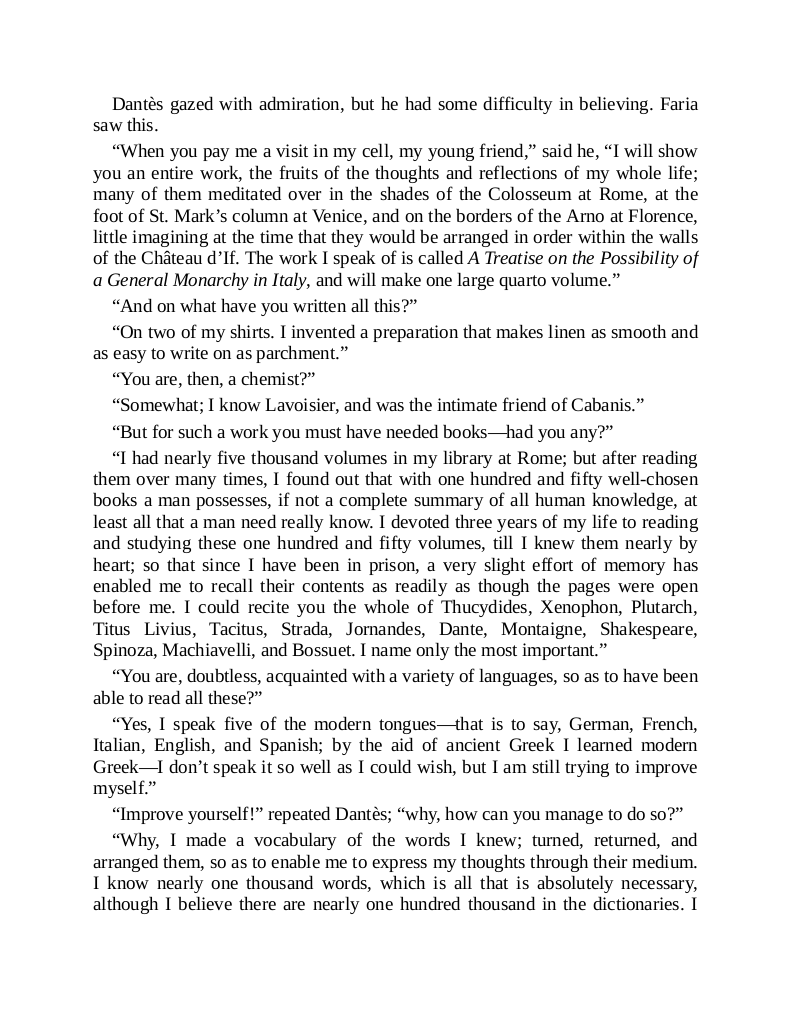 Dantès gazed with admiration, but he had some difficulty in believing. Faria
saw this.
“When you pay me a visit in my cell, my young friend,” said he, “I will show
you an entire work, the fruits of the thoughts and reflections of my whole life;
many of them meditated over in the shades of the Colosseum at Rome, at the
foot of St. Mark’s column at Venice, and on the borders of the Arno at Florence,
little imagining at the time that they would be arranged in order within the walls
of the Château d’If. The work I speak of is called A Treatise on the Possibility of
a General Monarchy in Italy, and will make one large quarto volume.”
“And on what have you written all this?”
“On two of my shirts. I invented a preparation that makes linen as smooth and
as easy to write on as parchment.”
“You are, then, a chemist?”
“Somewhat; I know Lavoisier, and was the intimate friend of Cabanis.”
“But for such a work you must have needed books—had you any?”
“I had nearly five thousand volumes in my library at Rome; but after reading
them over many times, I found out that with one hundred and fifty well-chosen
books a man possesses, if not a complete summary of all human knowledge, at
least all that a man need really know. I devoted three years of my life to reading
and studying these one hundred and fifty volumes, till I knew them nearly by
heart; so that since I have been in prison, a very slight effort of memory has
enabled me to recall their contents as readily as though the pages were open
before me. I could recite you the whole of Thucydides, Xenophon, Plutarch,
Titus Livius, Tacitus, Strada, Jornandes, Dante, Montaigne, Shakespeare,
Spinoza, Machiavelli, and Bossuet. I name only the most important.”
“You are, doubtless, acquainted with a variety of languages, so as to have been
able to read all these?”
“Yes, I speak five of the modern tongues—that is to say, German, French,
Italian, English, and Spanish; by the aid of ancient Greek I learned modern
Greek—I don’t speak it so well as I could wish, but I am still trying to improve
myself.”
“Improve yourself!” repeated Dantès; “why, how can you manage to do so?”
“Why, I made a vocabulary of the words I knew; turned, returned, and
arranged them, so as to enable me to express my thoughts through their medium.
I know nearly one thousand words, which is all that is absolutely necessary,
although I believe there are nearly one hundred thousand in the dictionaries. I